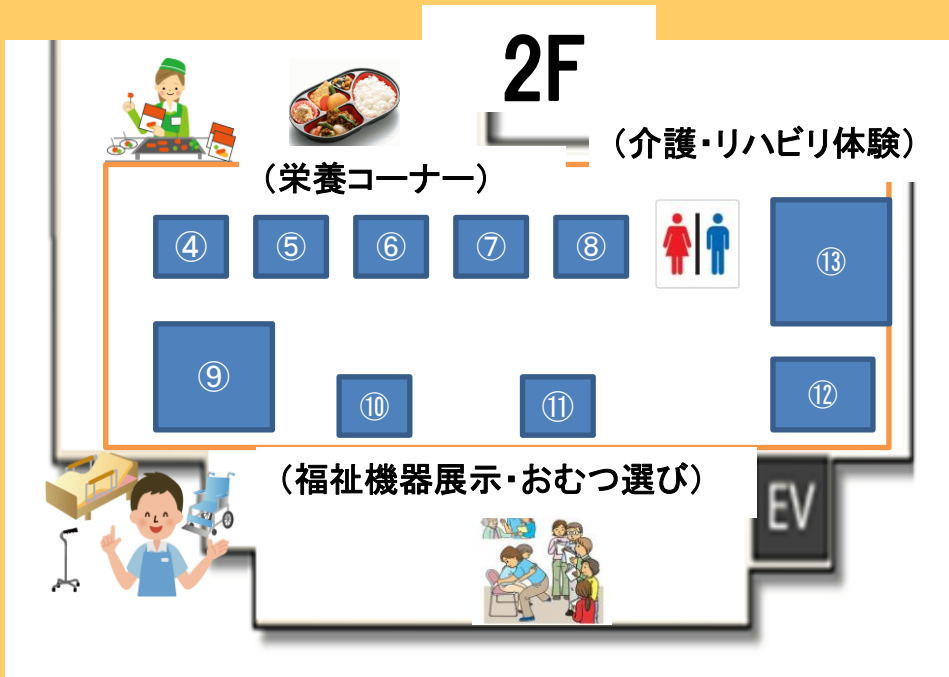 2F
（介護・リハビリ体験）
（栄養コーナー）
④ ⑤ ⑥ ⑦ ⑧
⑬
⑨
⑩ ⑪ ⑫
（福祉機器展示・おむつ選び）
EV